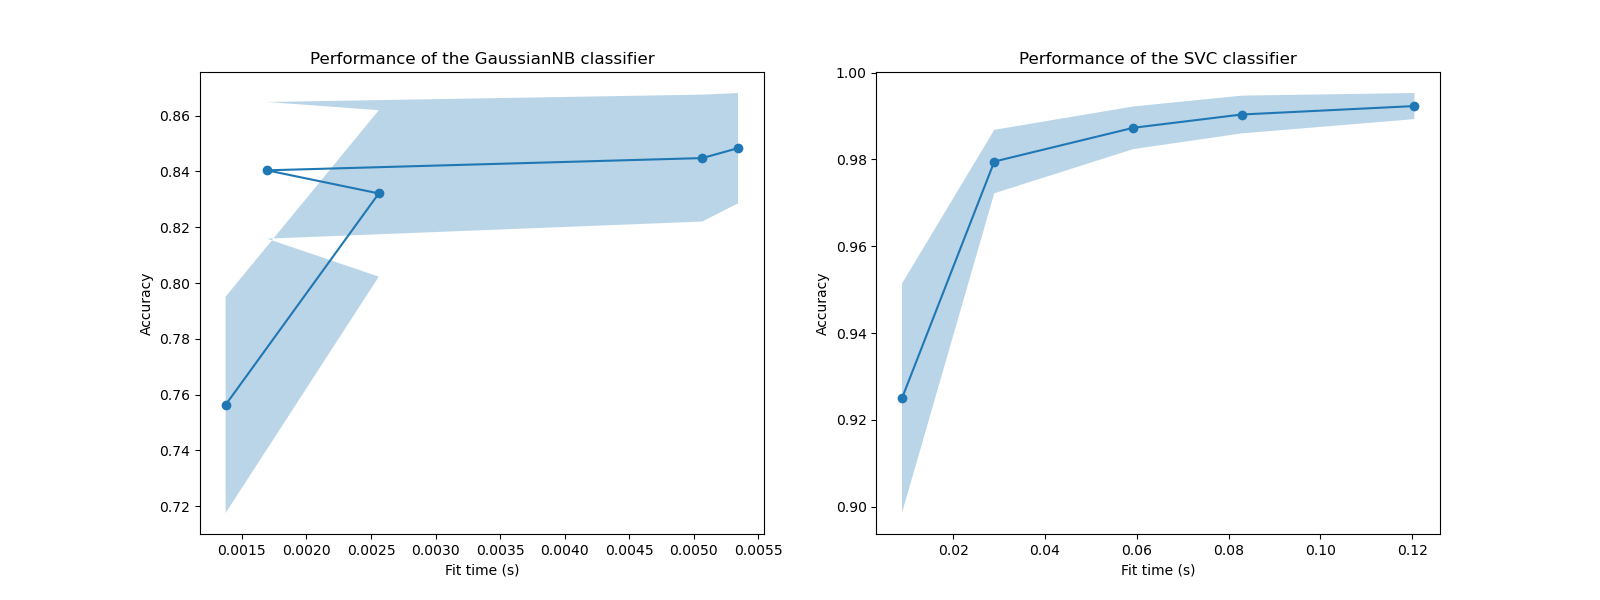 Performance of the GaussianNB classifier
0.86
0.84
0.82
0.80
0.78
0.76
0.74
0.72
Accuracy
0.0015 0.0020 0.0025 0.0030 0.0035 0.0040 0.0045 0.0050 0.0055
Fit time (s)
Performance of the SVC classifier
1.00
0.98
0.96
0.94
0.92
0.90
Accuracy
0.02 0.04 0.06 0.08 0.10 0.12
Fit time (s)